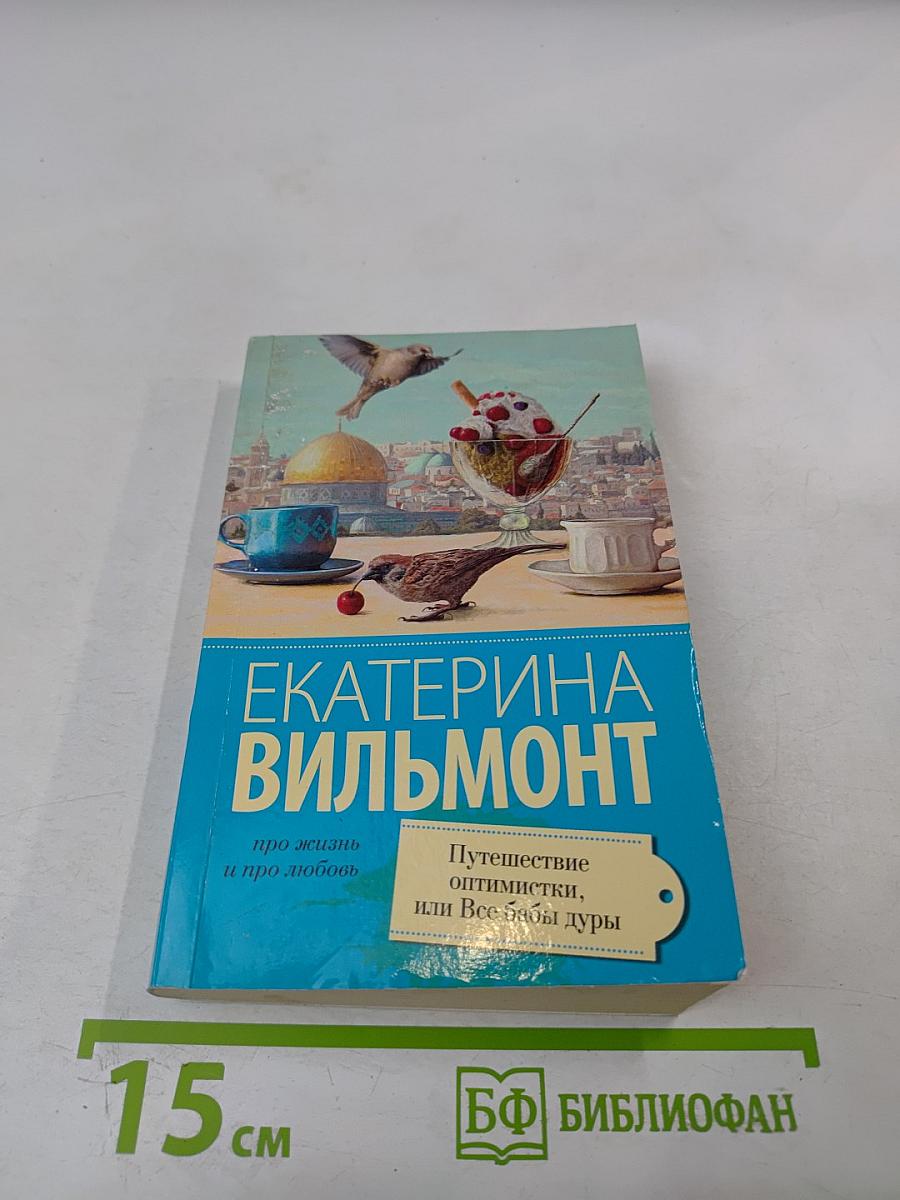 ЕКАТЕРИНА
ВИЛЬМОНТ
про жизнь
и про любовь
Путешествие
оптимистки,
или Все бабы дуры
15 см
БФ БИБЛИОФАН